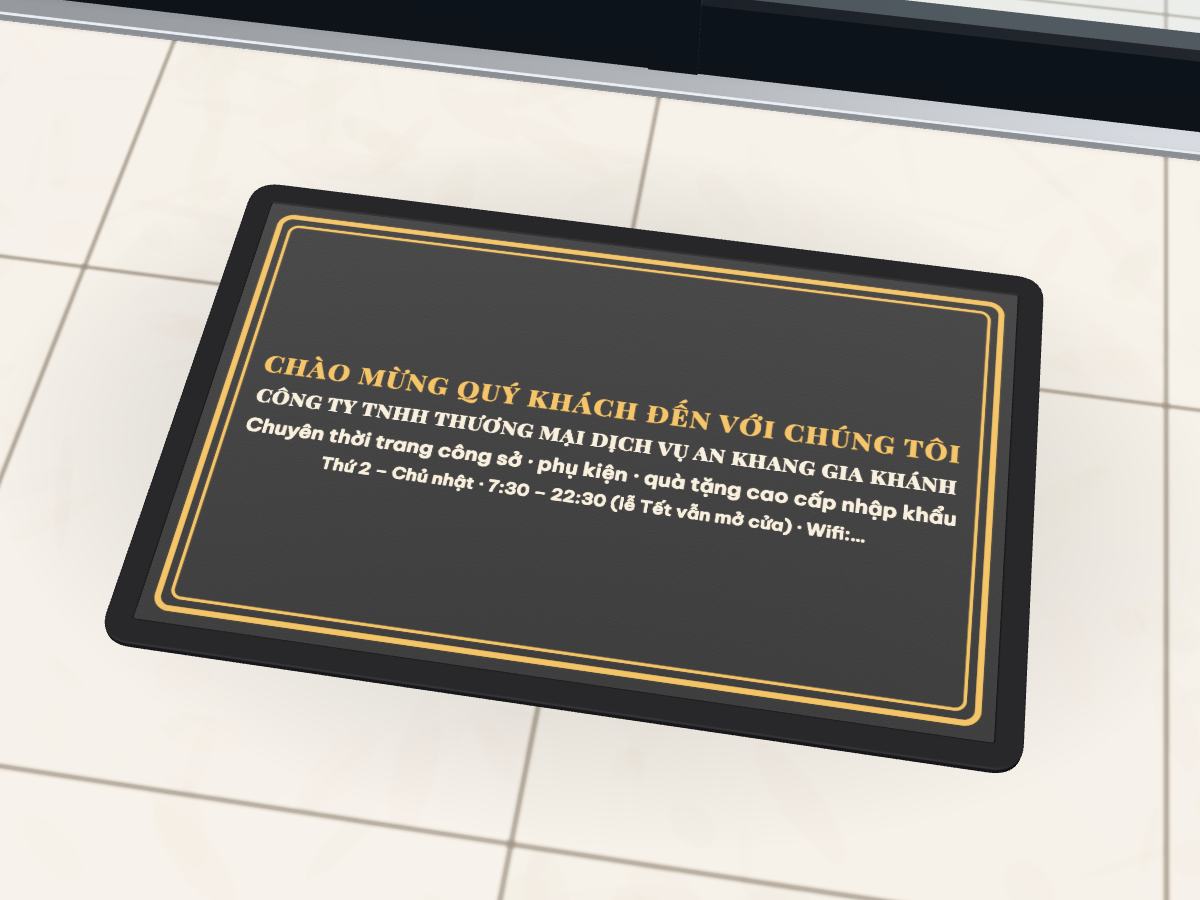 CHÀO MỪNG QUÝ KHÁCH ĐẾN VỚI CHÚNG TÔI
CÔNG TY TNHH THƯƠNG MẠI DỊCH VỤ AN KHANG GIA KHÁNH
Chuyên thời trang công sở · phụ kiện · quà tặng cao cấp nhập khẩu
Thứ 2 – Chủ nhật · 7:30 – 22:30 (lễ Tết vẫn mở cửa) · Wifi:...